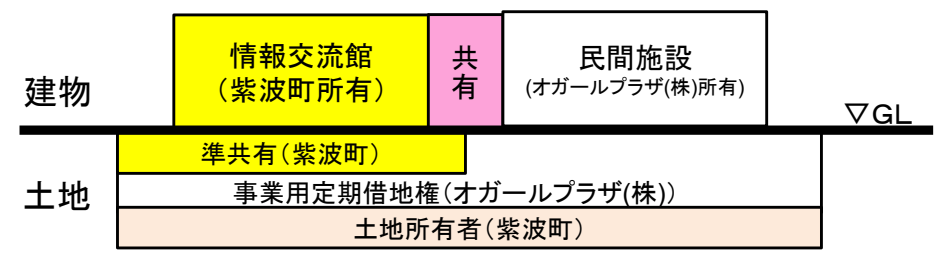 建物
情報交流館
（紫波町所有）
共
有
民間施設
(オガールプラザ(株)所有)
▽GL
土地
準共有（紫波町）
事業用定期借地権（オガールプラザ(株)）
土地所有者（紫波町）